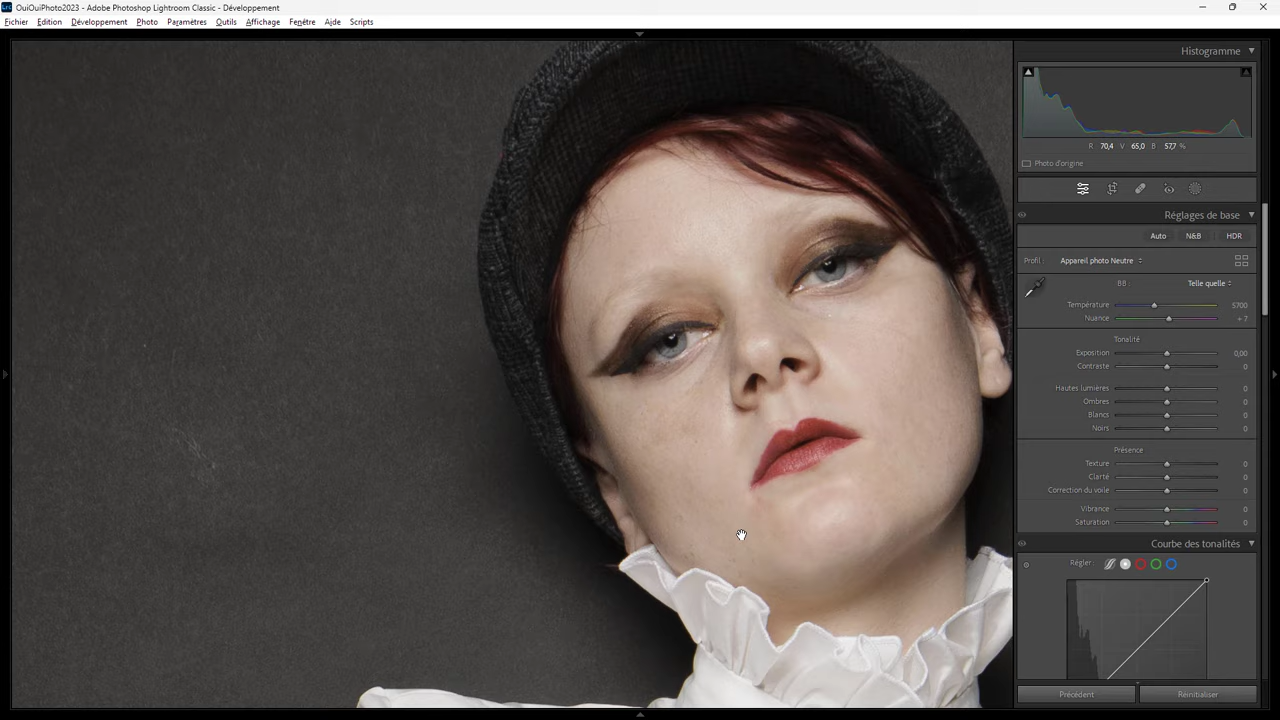 Lrc OuiOuiPhoto2023 - Adobe Photoshop Lightroom Classic - Développement
Fichier Edition Développement Photo Paramètres Outils Affichage Fenêtre Aide Scripts
Histogramme
R 70,4 V 65,0 B 57,7 %
Photo d'origine
Réglages de base
Auto N&B HDR
Profil : Appareil photo Neutre
BB : Telle quelle
Température 5700
Nuance +7
Tonalité
Exposition 0,00
Contraste 0
Hautes lumières 0
Ombres 0
Blancs 0
Noirs 0
Présence
Texture 0
Clarté 0
Correction du voile 0
Vibrance 0
Saturation 0
Courbe des tonalités
Régler :
Précédent Réinitialiser